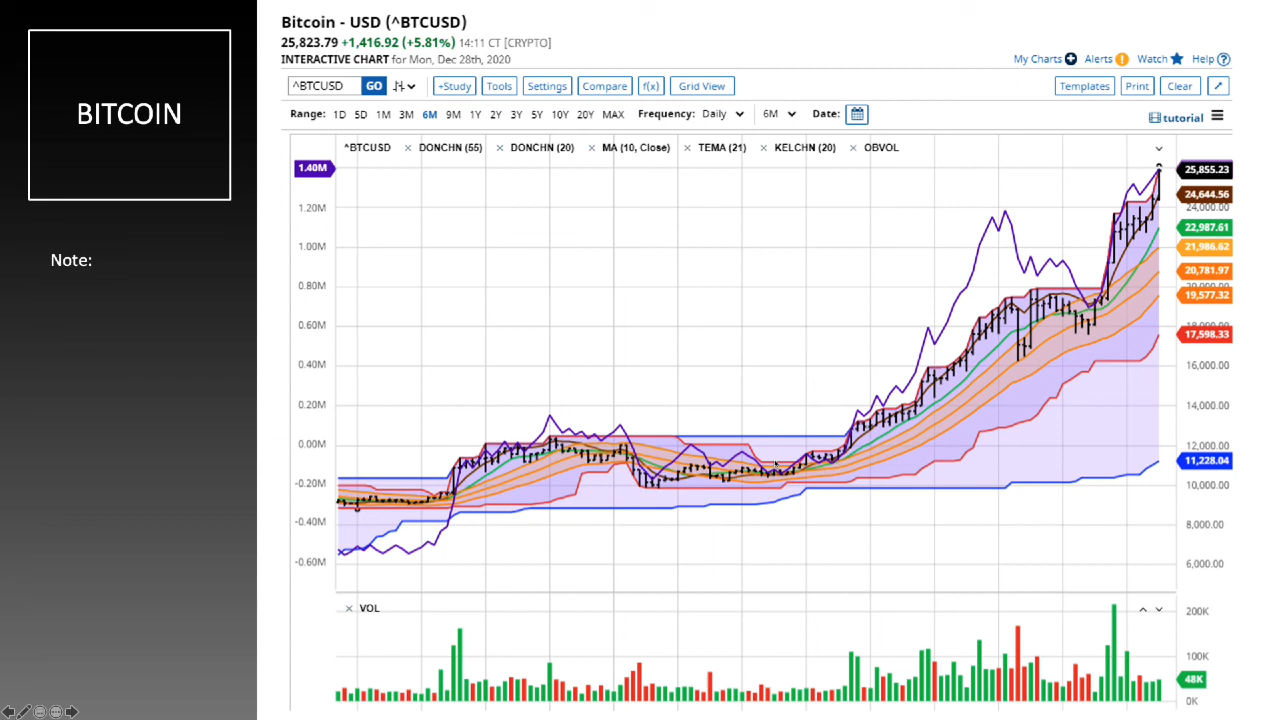 BITCOIN
Note:
Bitcoin - USD (^BTCUSD)
25,823.79 +1,416.92 (+5.81%) 14:11 CT [CRYPTO]
INTERACTIVE CHART for Mon, Dec 28th, 2020
My Charts Alerts Watch Help
^BTCUSD GO +Study Tools Settings Compare f(x) Grid View Templates Print Clear
Range: 1D 5D 1M 3M 6M 9M 1Y 2Y 3Y 5Y 10Y 20Y MAX Frequency: Daily 6M Date:
tutorial
^BTCUSD × DONCHN (55) × DONCHN (20) × MA (10, Close) × TEMA (21) × KELCHN (20) × OBVOL
1.40M
1.20M
1.00M
0.80M
0.60M
0.40M
0.20M
0.00M
-0.20M
-0.40M
-0.60M
25,855.23
24,644.56
24,000.00
22,987.61
21,986.62
20,781.97
19,577.32
17,598.33
16,000.00
14,000.00
12,000.00
11,228.04
10,000.00
8,000.00
6,000.00
× VOL
200K
100K
48K
0K